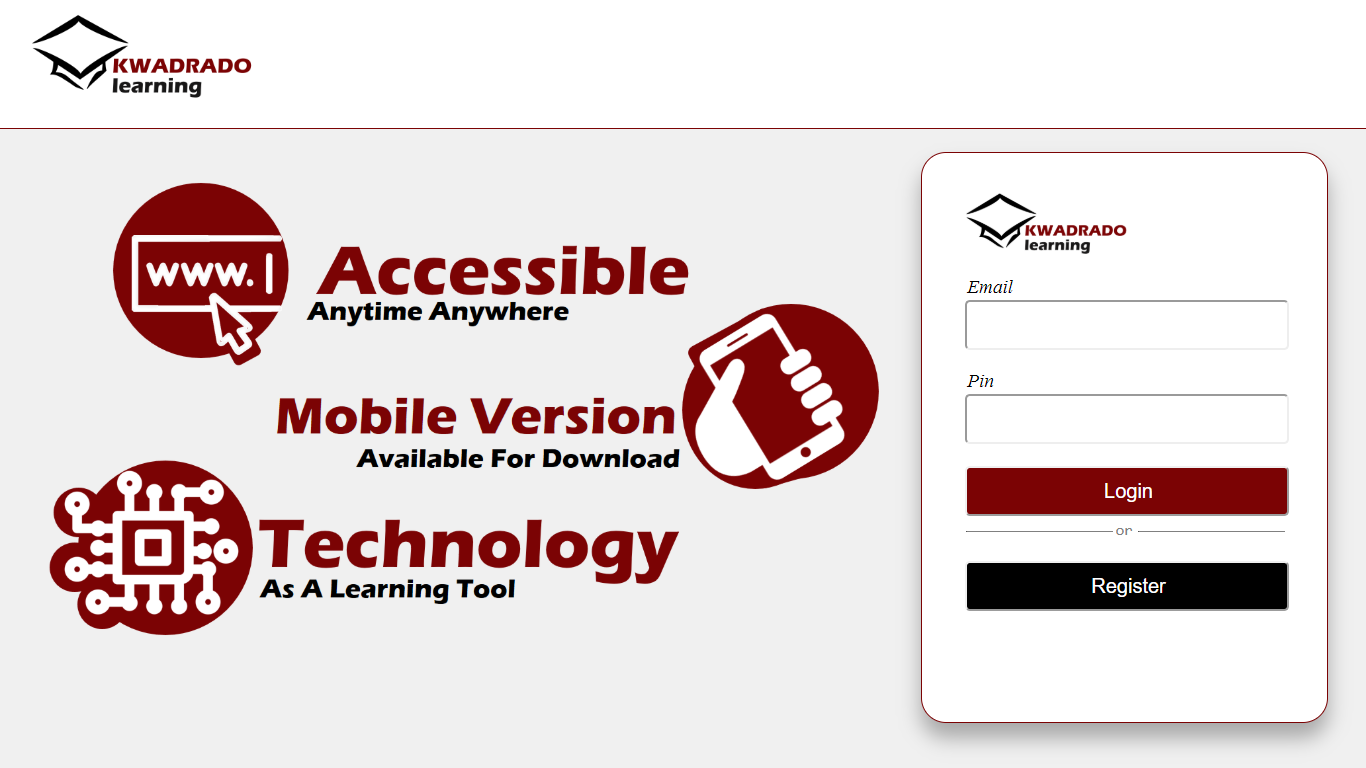 KWADRADO
learning
www.
Accessible
Anytime Anywhere
Mobile Version
Available For Download
Technology
As A Learning Tool
KWADRADO
learning
Email
Pin
Login
or
Register